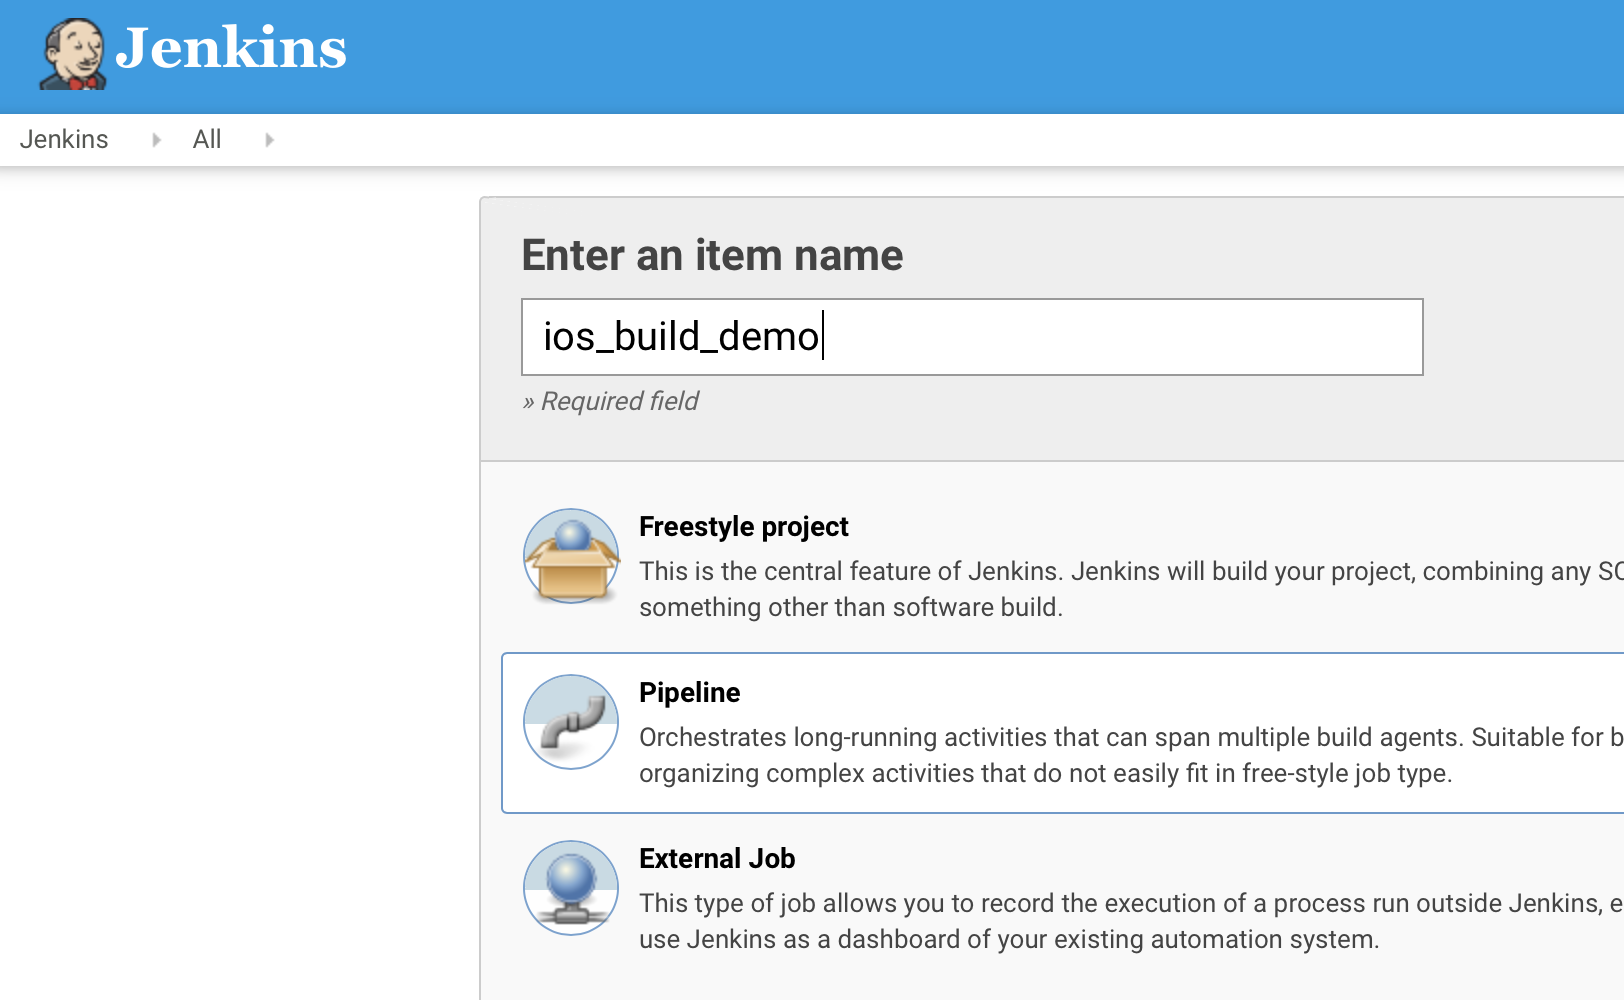 Jenkins
Jenkins All
Enter an item name
ios_build_demo
» Required field
Freestyle project
This is the central feature of Jenkins. Jenkins will build your project, combining any
something other than software build.
Pipeline
Orchestrates long-running activities that can span multiple build agents. Suitable for
organizing complex activities that do not easily fit in free-style job type.
External Job
This type of job allows you to record the execution of a process run outside Jenkins,
use Jenkins as a dashboard of your existing automation system.